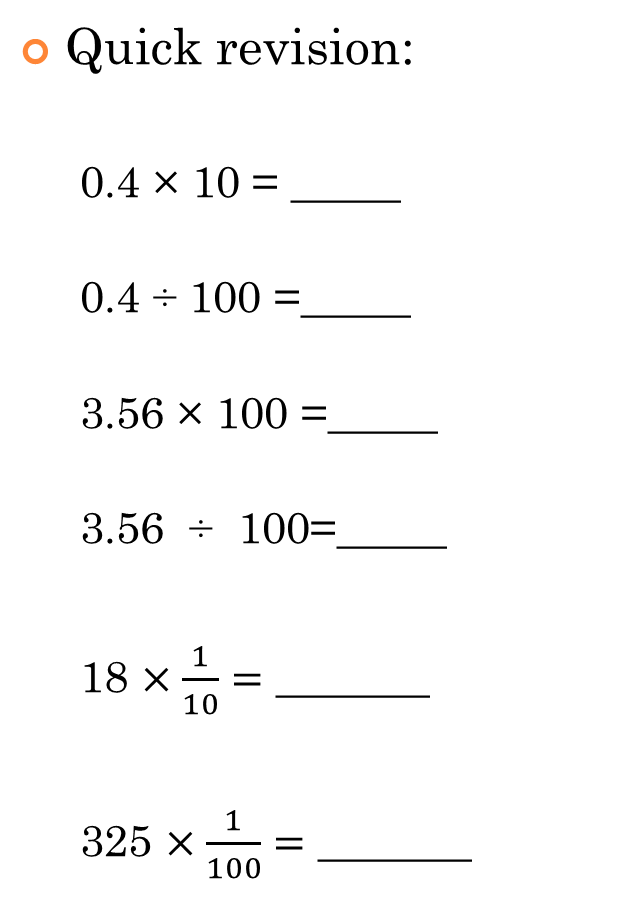 Quick revision:
0.4 × 10 = _____
0.4 ÷ 100 =_____
3.56 × 100 =_____
3.56 ÷ 100=_____
18 × 1/10 = _______
325 × 1/100 = _______